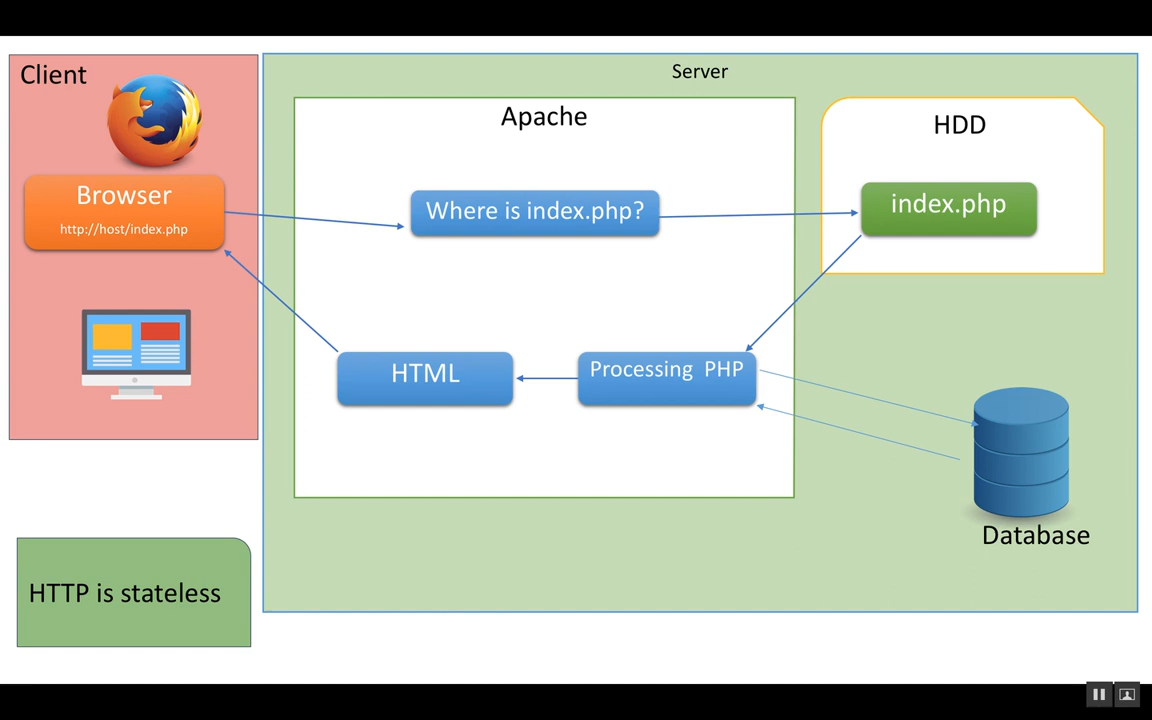 Client
Server
Apache
HDD
Browser
http://host/index.php
Where is index.php?
index.php
HTML
Processing PHP
Database
HTTP is stateless